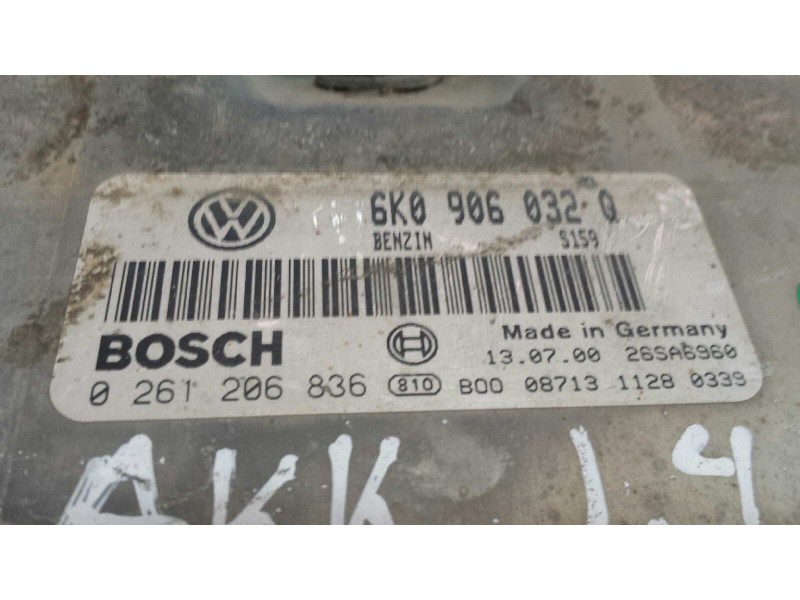 6K0 906 032 Q
BENZIN S159
BOSCH
Made in Germany
13.07.00 26SA6960
0 261 206 836 810 B00 08713 1128 0339
AKK 1.4